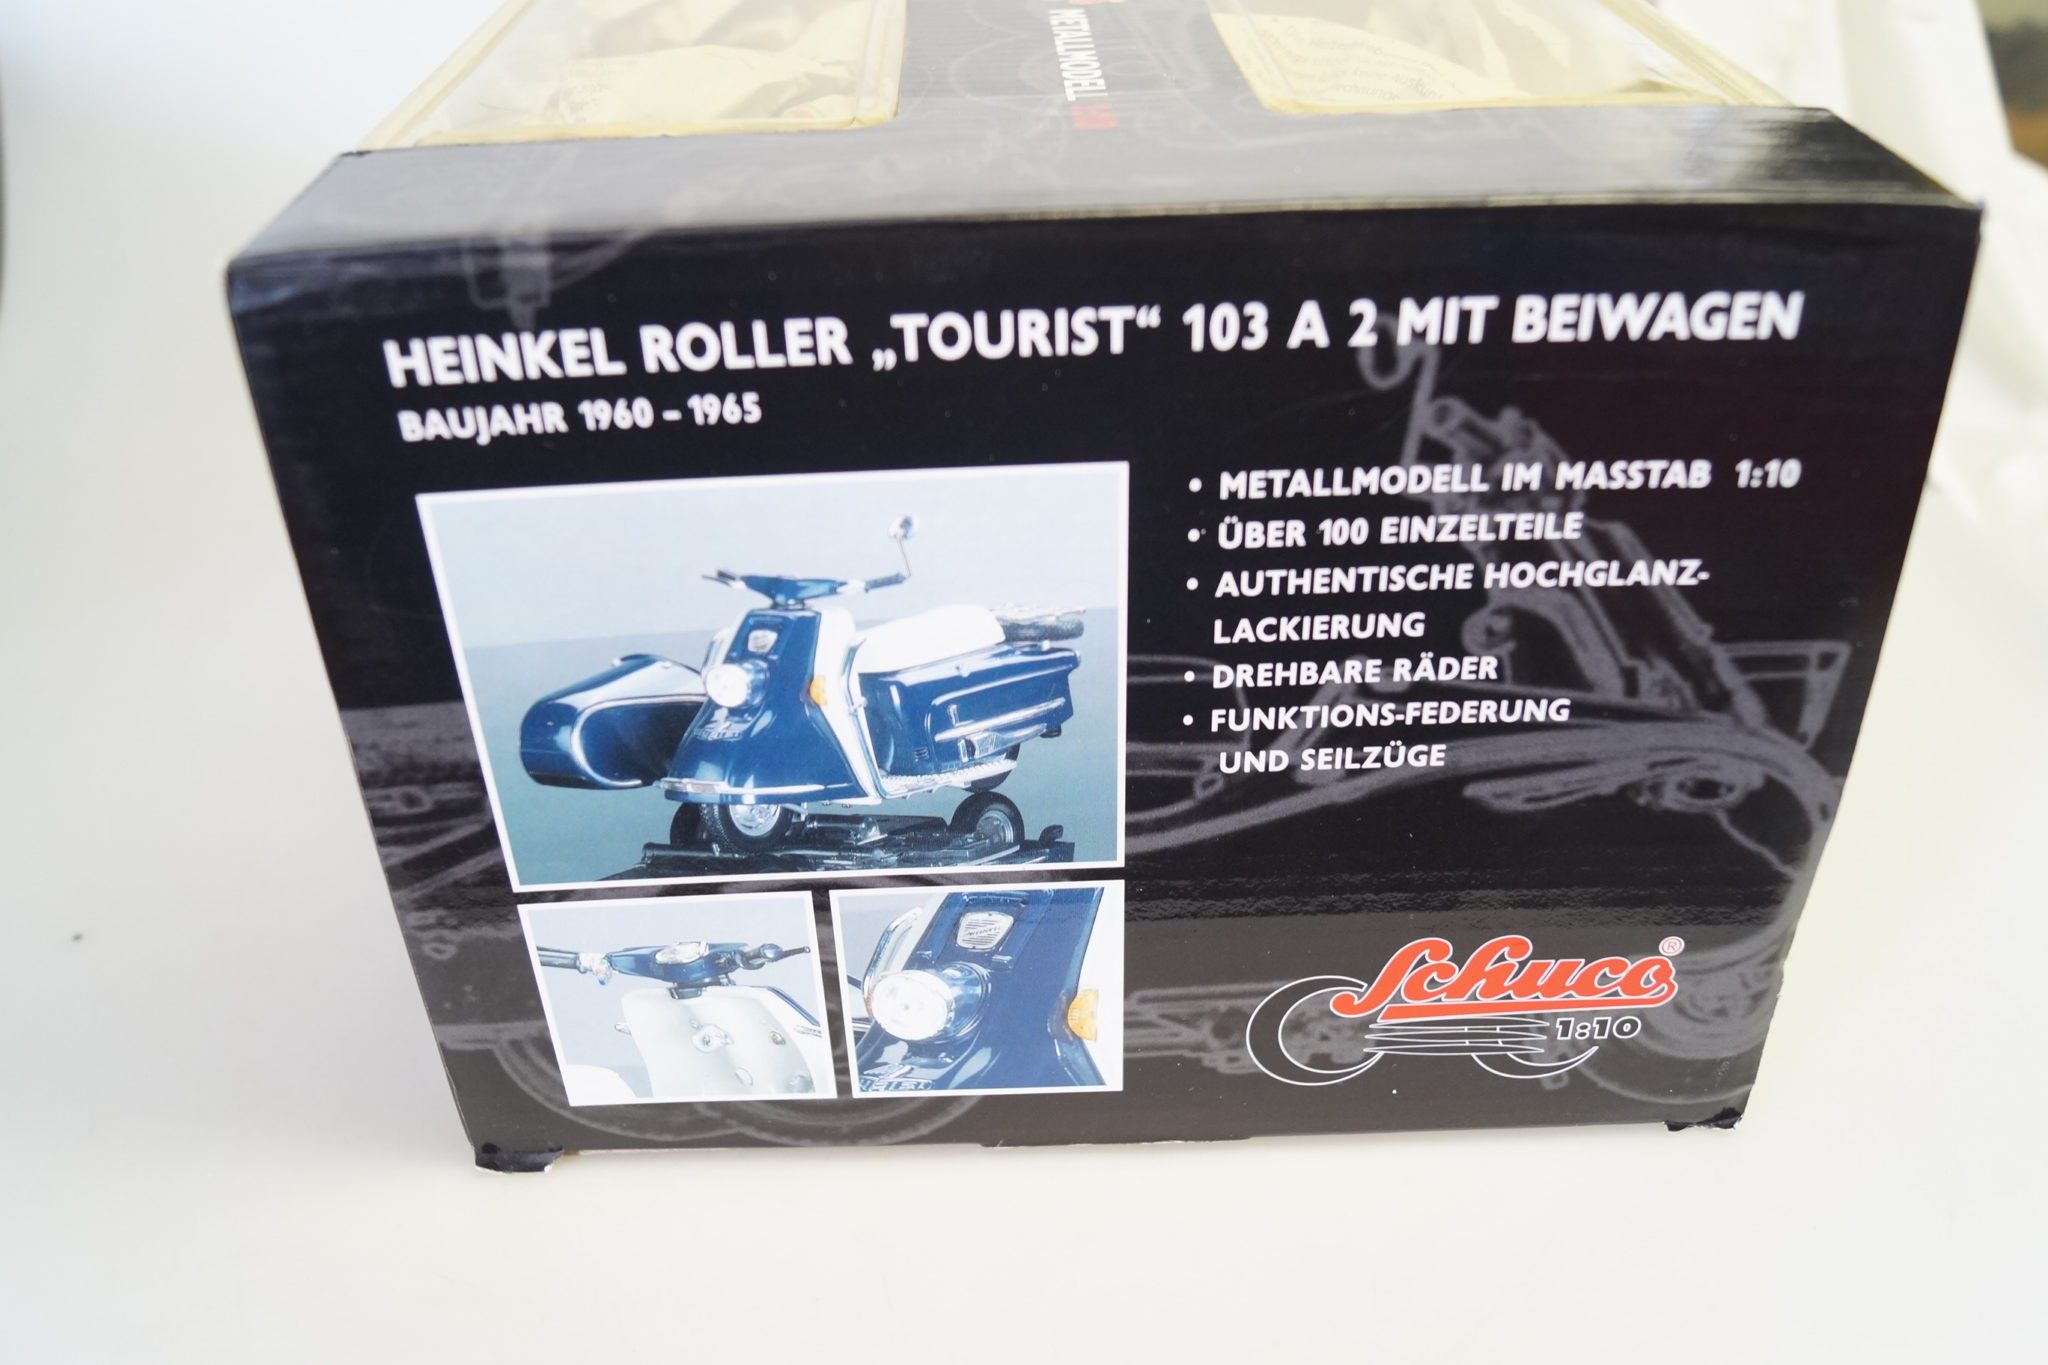 METALLMODELL
HEINKEL ROLLER „TOURIST“ 103 A 2 MIT BEIWAGEN
BAUJAHR 1960 – 1965
• METALLMODELL IM MASSTAB 1:10
• ÜBER 100 EINZELTEILE
• AUTHENTISCHE HOCHGLANZ-
LACKIERUNG
• DREHBARE RÄDER
• FUNKTIONS-FEDERUNG
UND SEILZÜGE
Schuco®
1:10